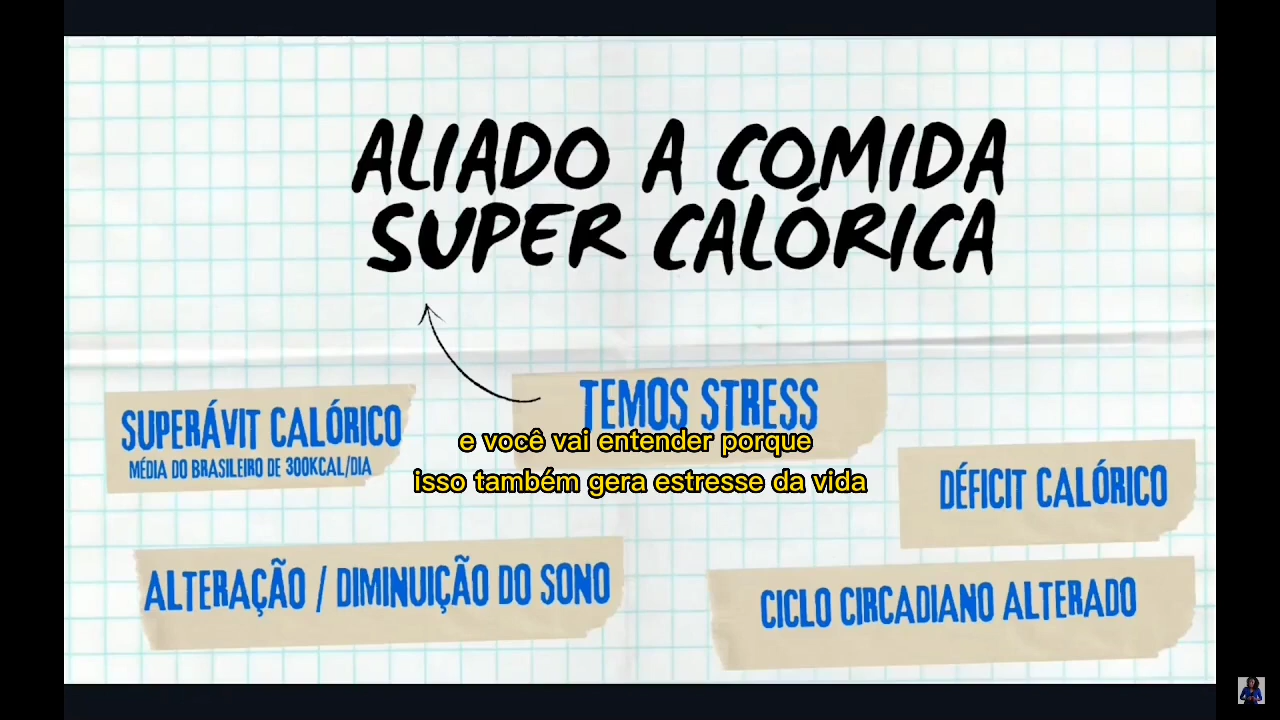 ALIADO A COMIDA
SUPER CALÓRICA
TEMOS STRESS
SUPERÁVIT CALÓRICO
MÉDIA DO BRASILEIRO DE 300KCAL/DIA
e você vai entender porque
isso também gera estresse da vida
DÉFICIT CALÓRICO
ALTERAÇÃO / DIMINUIÇÃO DO SONO
CICLO CIRCADIANO ALTERADO